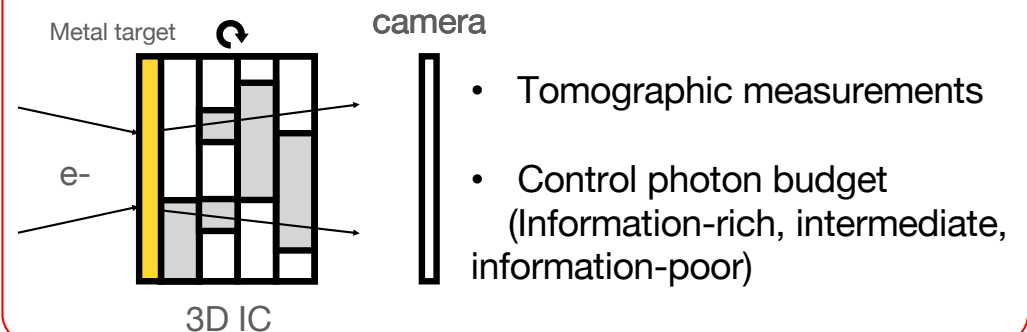 Metal target
camera
e-
3D IC
• Tomographic measurements
• Control photon budget
(Information-rich, intermediate,
information-poor)